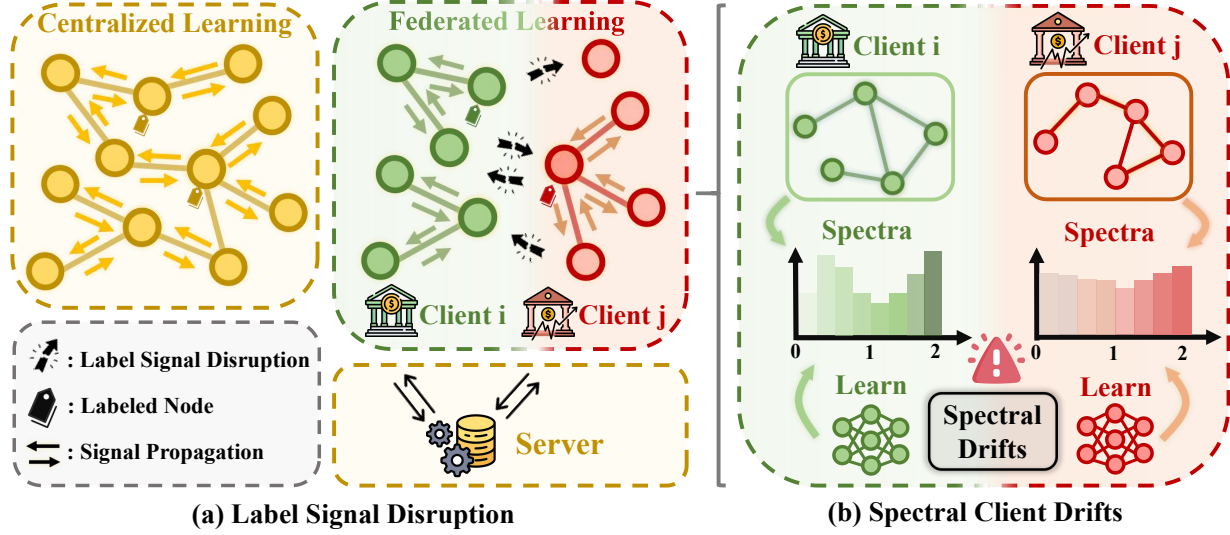 Centralized Learning
Federated Learning
Client i
Client j
: Label Signal Disruption
: Labeled Node
: Signal Propagation
Server
(a) Label Signal Disruption
Client i
Client j
Spectra
Spectra
0
1
2
0
1
2
Learn
Learn
Spectral
Drifts
(b) Spectral Client Drifts